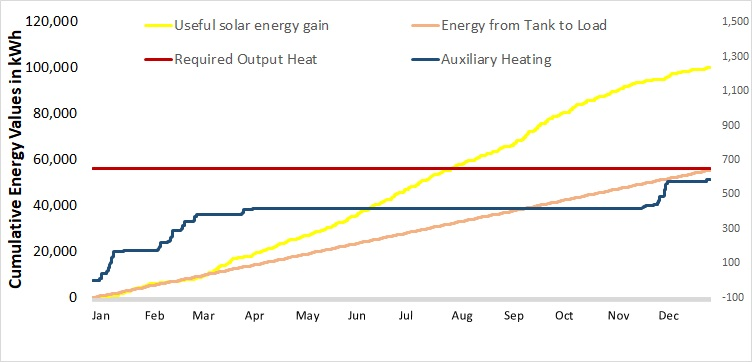 Useful solar energy gain
Energy from Tank to Load
Required Output Heat
Auxiliary Heating
Cumulative Energy Values in kWh
120,000
100,000
80,000
60,000
40,000
20,000
0
1,500
1,300
1,100
900
700
500
300
100
-100
Jan Feb Mar Apr May Jun Jul Aug Sep Oct Nov Dec